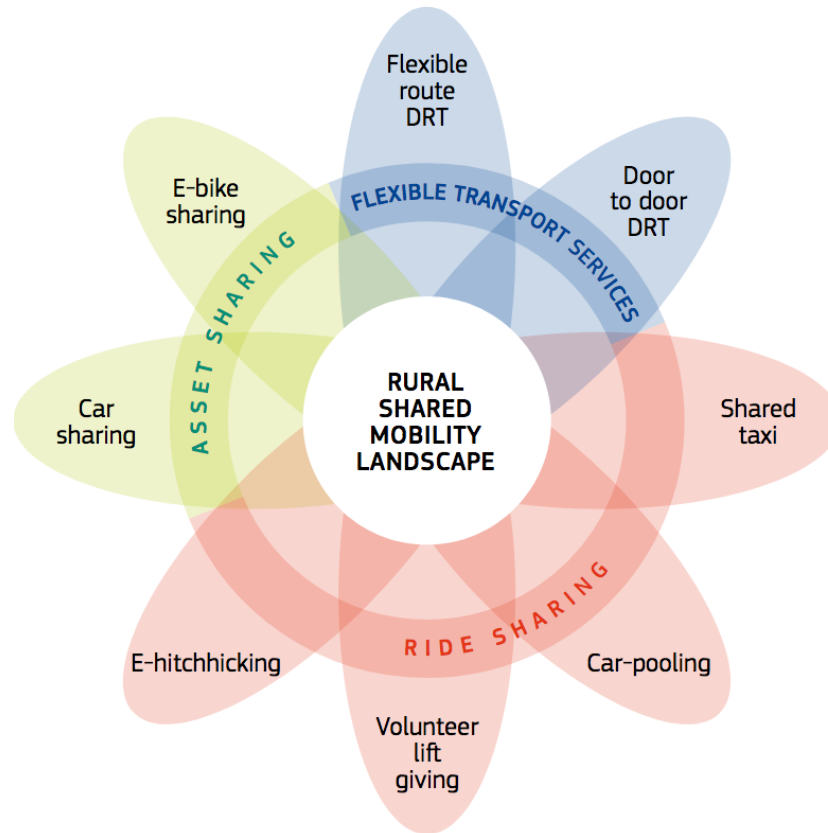 Flexible
route
DRT
Door
to door
DRT
Shared
taxi
Car-pooling
Volunteer
lift
giving
E-hitchhicking
Car
sharing
E-bike
sharing
FLEXIBLE TRANSPORT SERVICES
RIDE SHARING
ASSET SHARING
RURAL
SHARED
MOBILITY
LANDSCAPE